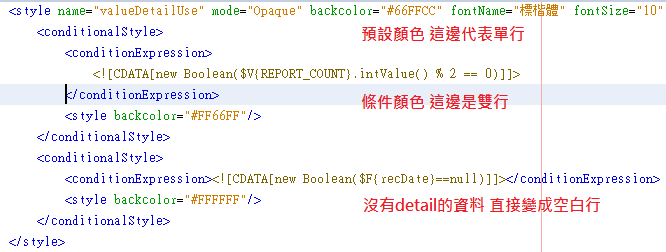 <style name="valueDetailUse" mode="Opaque" backcolor="#66FFCC" fontName="標楷體" fontSize="10"
<conditionalStyle> 預設顏色 這邊代表單行
<conditionExpression>
<![CDATA[new Boolean($V{REPORT_COUNT}.intValue() % 2 == 0)]]>
</conditionExpression> 條件顏色 這邊是雙行
<style backcolor="#FF66FF"/>
</conditionalStyle>
<conditionalStyle>
<conditionExpression><![CDATA[new Boolean($F{recDate}==null)]]></conditionExpression>
<style backcolor="#FFFFFF"/> 沒有detail的資料 直接變成空白行
</conditionalStyle>
</style>